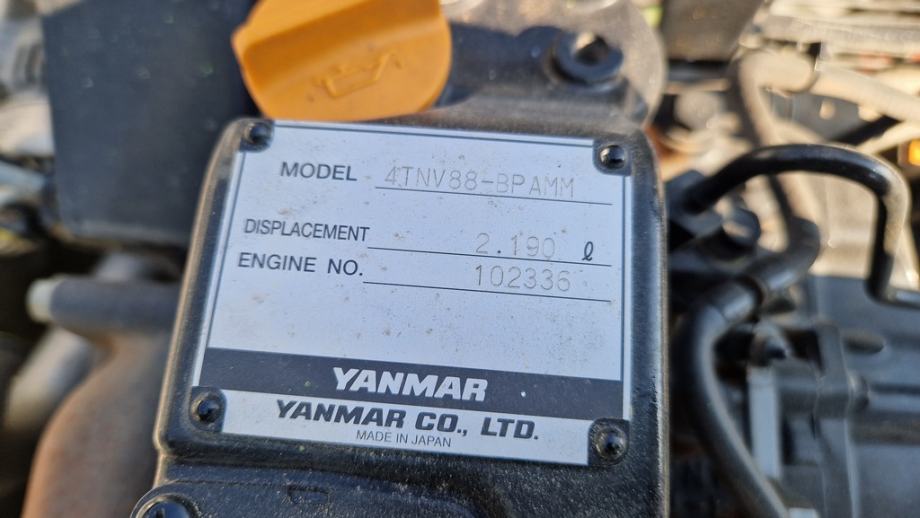 MODEL 4TNV88-BPAMM
DISPLACEMENT 2.190 ℓ
ENGINE NO. 102336
YANMAR
YANMAR CO., LTD.
MADE IN JAPAN